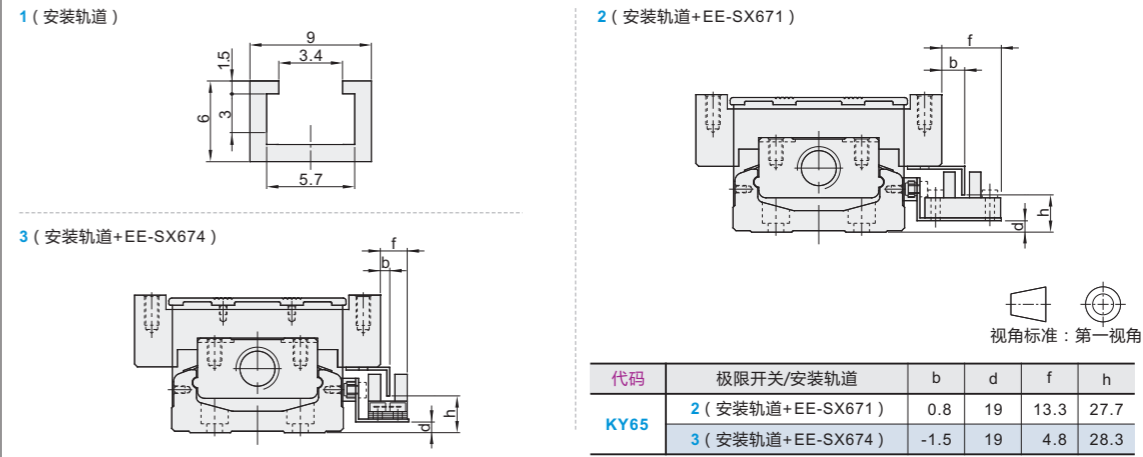 1（安装轨道）
9
3.4
1.5
3
6
5.7
2（安装轨道+EE-SX671）
f
b
h
d
3（安装轨道+EE-SX674）
f
b
h
d
视角标准：第一视角
代码 极限开关/安装轨道 b d f h
KY65 2（安装轨道+EE-SX671） 0.8 19 13.3 27.7
3（安装轨道+EE-SX674） -1.5 19 4.8 28.3